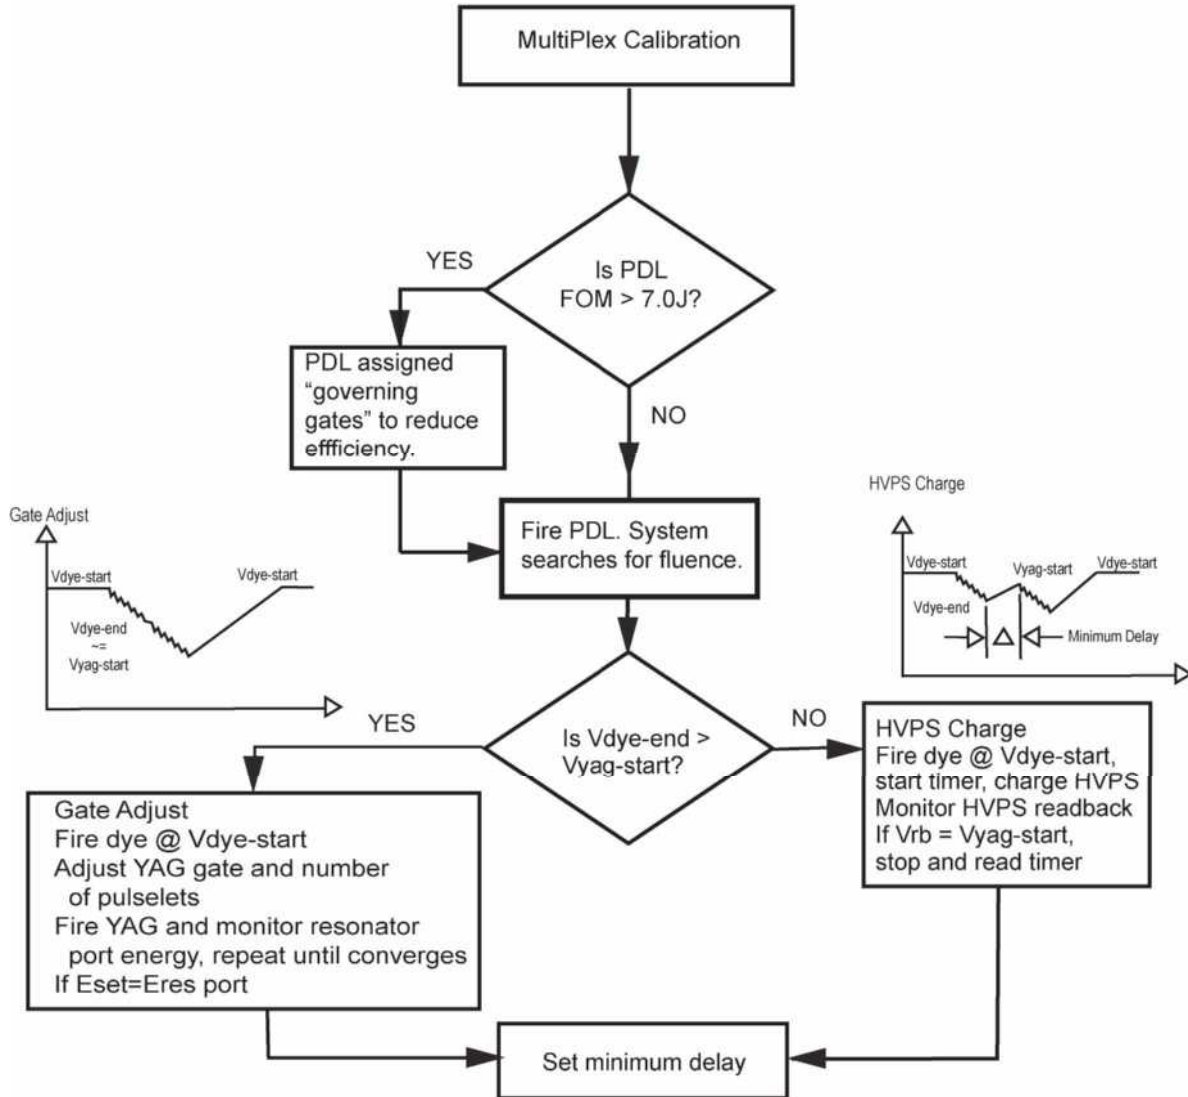 MultiPlex Calibration
YES
Is PDL
FOM > 7.0J?
PDL assigned
“governing
gates” to reduce
effficiency.
NO
Fire PDL. System
searches for fluence.
Gate Adjust
Vdye-start
Vdye-start
Vdye-end
~=
Vyag-start
HVPS Charge
Vdye-start
Vyag-start
Vdye-start
Vdye-end
Minimum Delay
YES
Is Vdye-end >
Vyag-start?
NO
Gate Adjust
Fire dye @ Vdye-start
Adjust YAG gate and number
of pulselets
Fire YAG and monitor resonator
port energy, repeat until converges
If Eset=Eres port
HVPS Charge
Fire dye @ Vdye-start,
start timer, charge HVPS
Monitor HVPS readback
If Vrb = Vyag-start,
stop and read timer
Set minimum delay